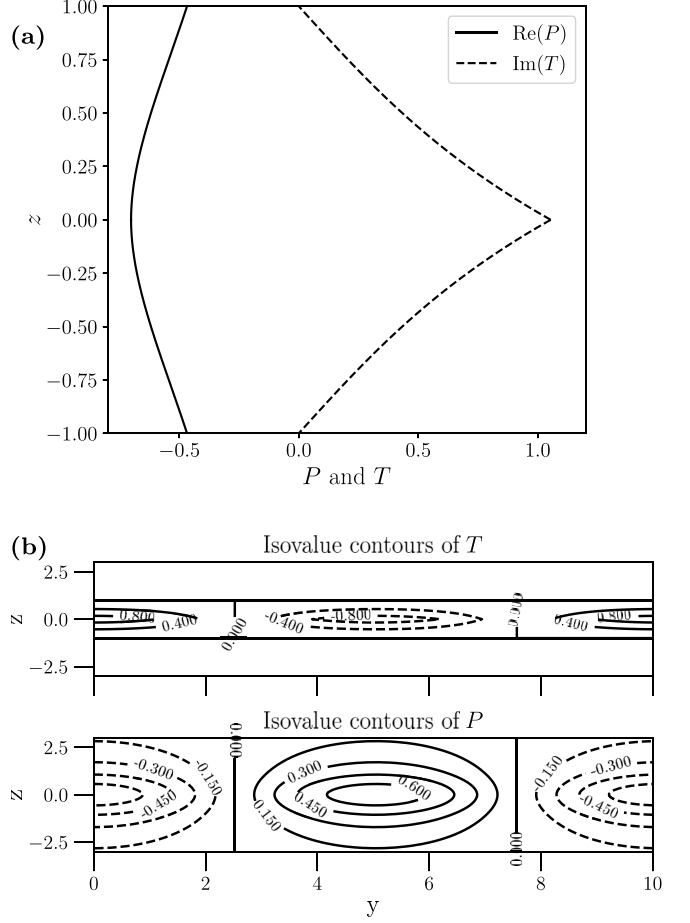 (a)
1.00
0.75
0.50
0.25
0.00
−0.25
−0.50
−0.75
−1.00
z
Re(P)
Im(T)
−0.5 0.0 0.5 1.0
P and T
(b)
Isovalue contours of T
2.5
0.0
−2.5
z
0.800
0.400
0.000
-0.400
-0.800
0.000
0.400
0.800
Isovalue contours of P
2.5
0.0
−2.5
z
0.000
-0.300
-0.150
-0.450
0.300
0.600
0.450
-0.150
-0.150
-0.300
-0.450
0.000
0 2 4 6 8 10
y